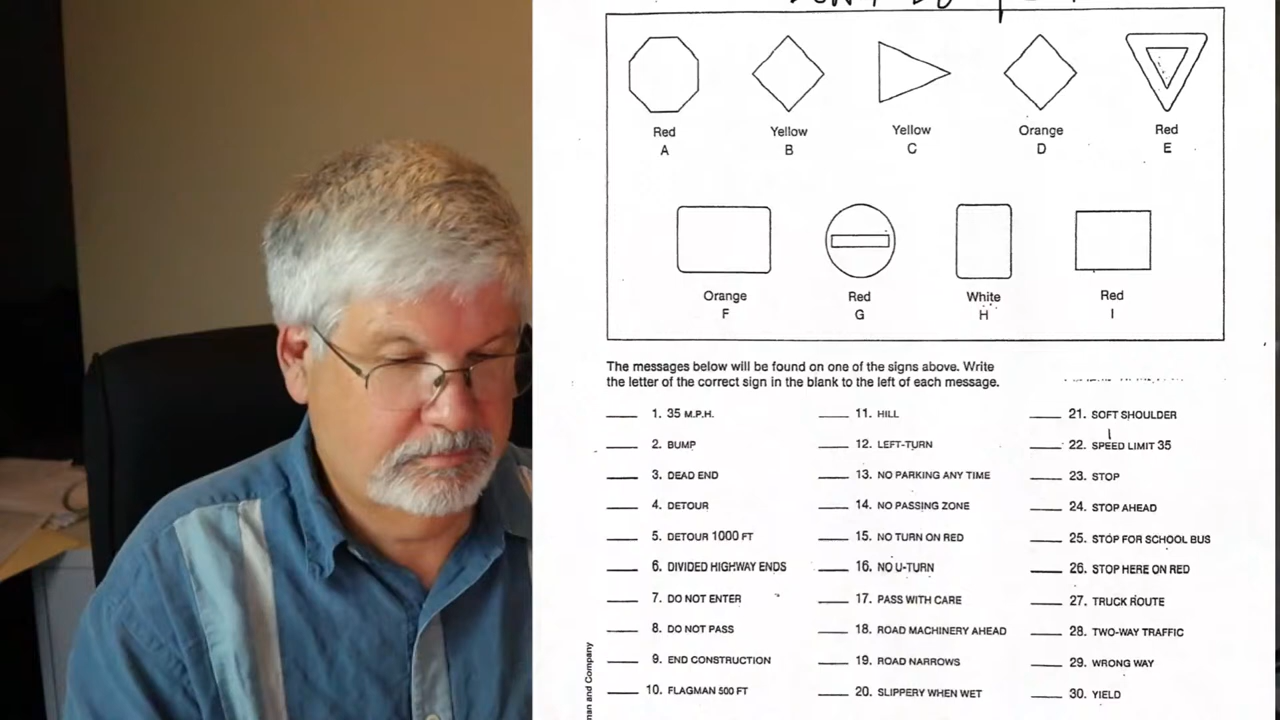 Red
A
Yellow
B
Yellow
C
Orange
D
Red
E
Orange
F
Red
G
White
H
Red
I
The messages below will be found on one of the signs above. Write
the letter of the correct sign in the blank to the left of each message.
1. 35 M.P.H.
2. BUMP
3. DEAD END
4. DETOUR
5. DETOUR 1000 FT
6. DIVIDED HIGHWAY ENDS
7. DO NOT ENTER
8. DO NOT PASS
9. END CONSTRUCTION
10. FLAGMAN 500 FT
11. HILL
12. LEFT-TURN
13. NO PARKING ANY TIME
14. NO PASSING ZONE
15. NO TURN ON RED
16. NO U-TURN
17. PASS WITH CARE
18. ROAD MACHINERY AHEAD
19. ROAD NARROWS
20. SLIPPERY WHEN WET
21. SOFT SHOULDER
22. SPEED LIMIT 35
23. STOP
24. STOP AHEAD
25. STOP FOR SCHOOL BUS
26. STOP HERE ON RED
27. TRUCK ROUTE
28. TWO-WAY TRAFFIC
29. WRONG WAY
30. YIELD
and Company